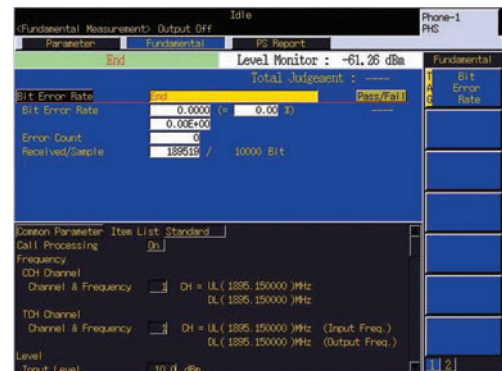 Idle
<Fundamental Measurement> Output Off
Phone-1
PHS
Parameter Fundamental PS Report
End Level Monitor : -61.26 dBm
Fundamental
Total Judgement : ----
Bit Error Rate End Pass/Fail
T A G Bit Error Rate
Bit Error Rate 0.0000 (= 0.00 %) ----
0.00E+00
Error Count 0
Received/Sample 189519 / 10000 Bit
Common Parameter Item List Standard
Call Processing On
Frequency
CCH Channel
Channel & Frequency 1 CH = UL( 1895.150000 )MHz
DL( 1895.150000 )MHz
TCH Channel
Channel & Frequency 1 CH = UL( 1895.150000 )MHz (Input Freq.)
DL( 1895.150000 )MHz (Output Freq.)
Level
Input Level 10.0 dBm
1 2